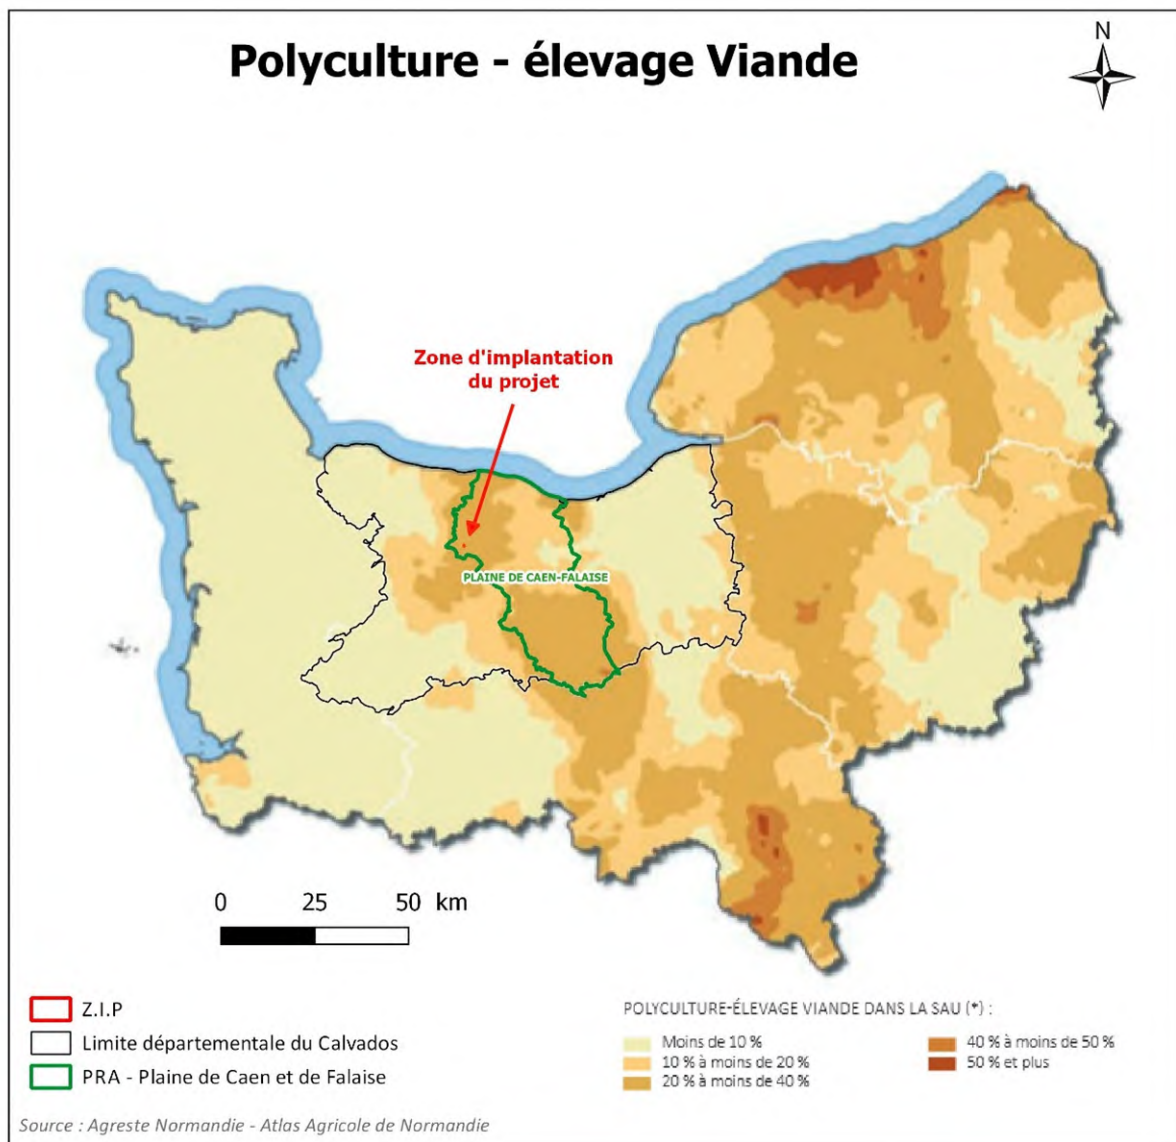 Polyculture - élevage Viande
N
Zone d'implantation
du projet
PLAINE DE CAEN-FALAISE
0 25 50 km
Z.I.P
Limite départementale du Calvados
PRA - Plaine de Caen et de Falaise
POLYCULTURE-ÉLEVAGE VIANDE DANS LA SAU (*) :
Moins de 10 %
10 % à moins de 20 %
20 % à moins de 40 %
40 % à moins de 50 %
50 % et plus
Source : Agreste Normandie - Atlas Agricole de Normandie